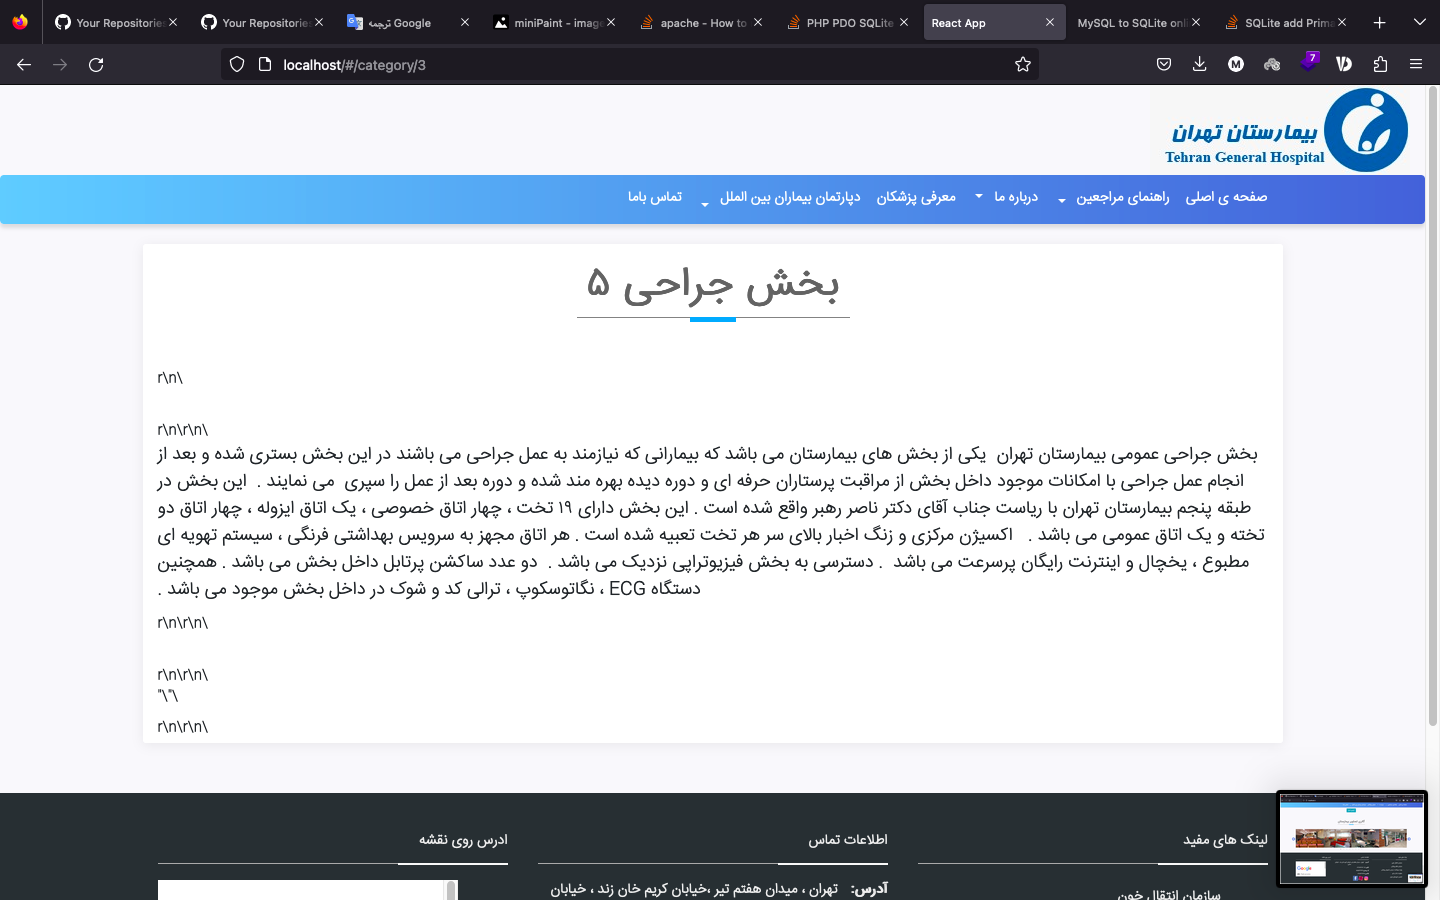 Your Repositories
Your Repositories
ترجمه Google
miniPaint - image
apache - How to
PHP PDO SQLite
React App
MySQL to SQLite onl
SQLite add Prima
localhost/#/category/3
7
بیمارستان تهران
Tehran General Hospital
صفحه ی اصلی راهنمای مراجعین درباره ما معرفی پزشکان دپارتمان بیماران بین الملل تماس باما
بخش جراحی ۵
r\n\
r\n\r\n\
بخش جراحی عمومی بیمارستان تهران یکی از بخش های بیمارستان می باشد که بیمارانی که نیازمند به عمل جراحی می باشند در این بخش بستری شده و بعد از
انجام عمل جراحی با امکانات موجود داخل بخش از مراقبت پرستاران حرفه ای و دوره دیده بهره مند شده و دوره بعد از عمل را سپری می نمایند . این بخش در
طبقه پنجم بیمارستان تهران با ریاست جناب آقای دکتر ناصر رهبر واقع شده است . این بخش دارای ۱۹ تخت ، چهار اتاق خصوصی ، یک اتاق ایزوله ، چهار اتاق دو
تخته و یک اتاق عمومی می باشد . اکسیژن مرکزی و زنگ اخبار بالای سر هر تخت تعبیه شده است . هر اتاق مجهز به سرویس بهداشتی فرنگی ، سیستم تهویه ای
مطبوع ، یخچال و اینترنت رایگان پرسرعت می باشد . دسترسی به بخش فیزیوتراپی نزدیک می باشد . دو عدد ساکشن پرتابل داخل بخش می باشد . همچنین
دستگاه ECG ، نگاتوسکوپ ، ترالی کد و شوک در داخل بخش موجود می باشد .
r\n\r\n\
r\n\r\n\
"\"\
r\n\r\n\
لینک های مفید
سازمان انتقال خون
اطلاعات تماس
آدرس: تهران ، میدان هفتم تیر ،خیابان کریم خان زند ، خیابان
ادرس روی نقشه